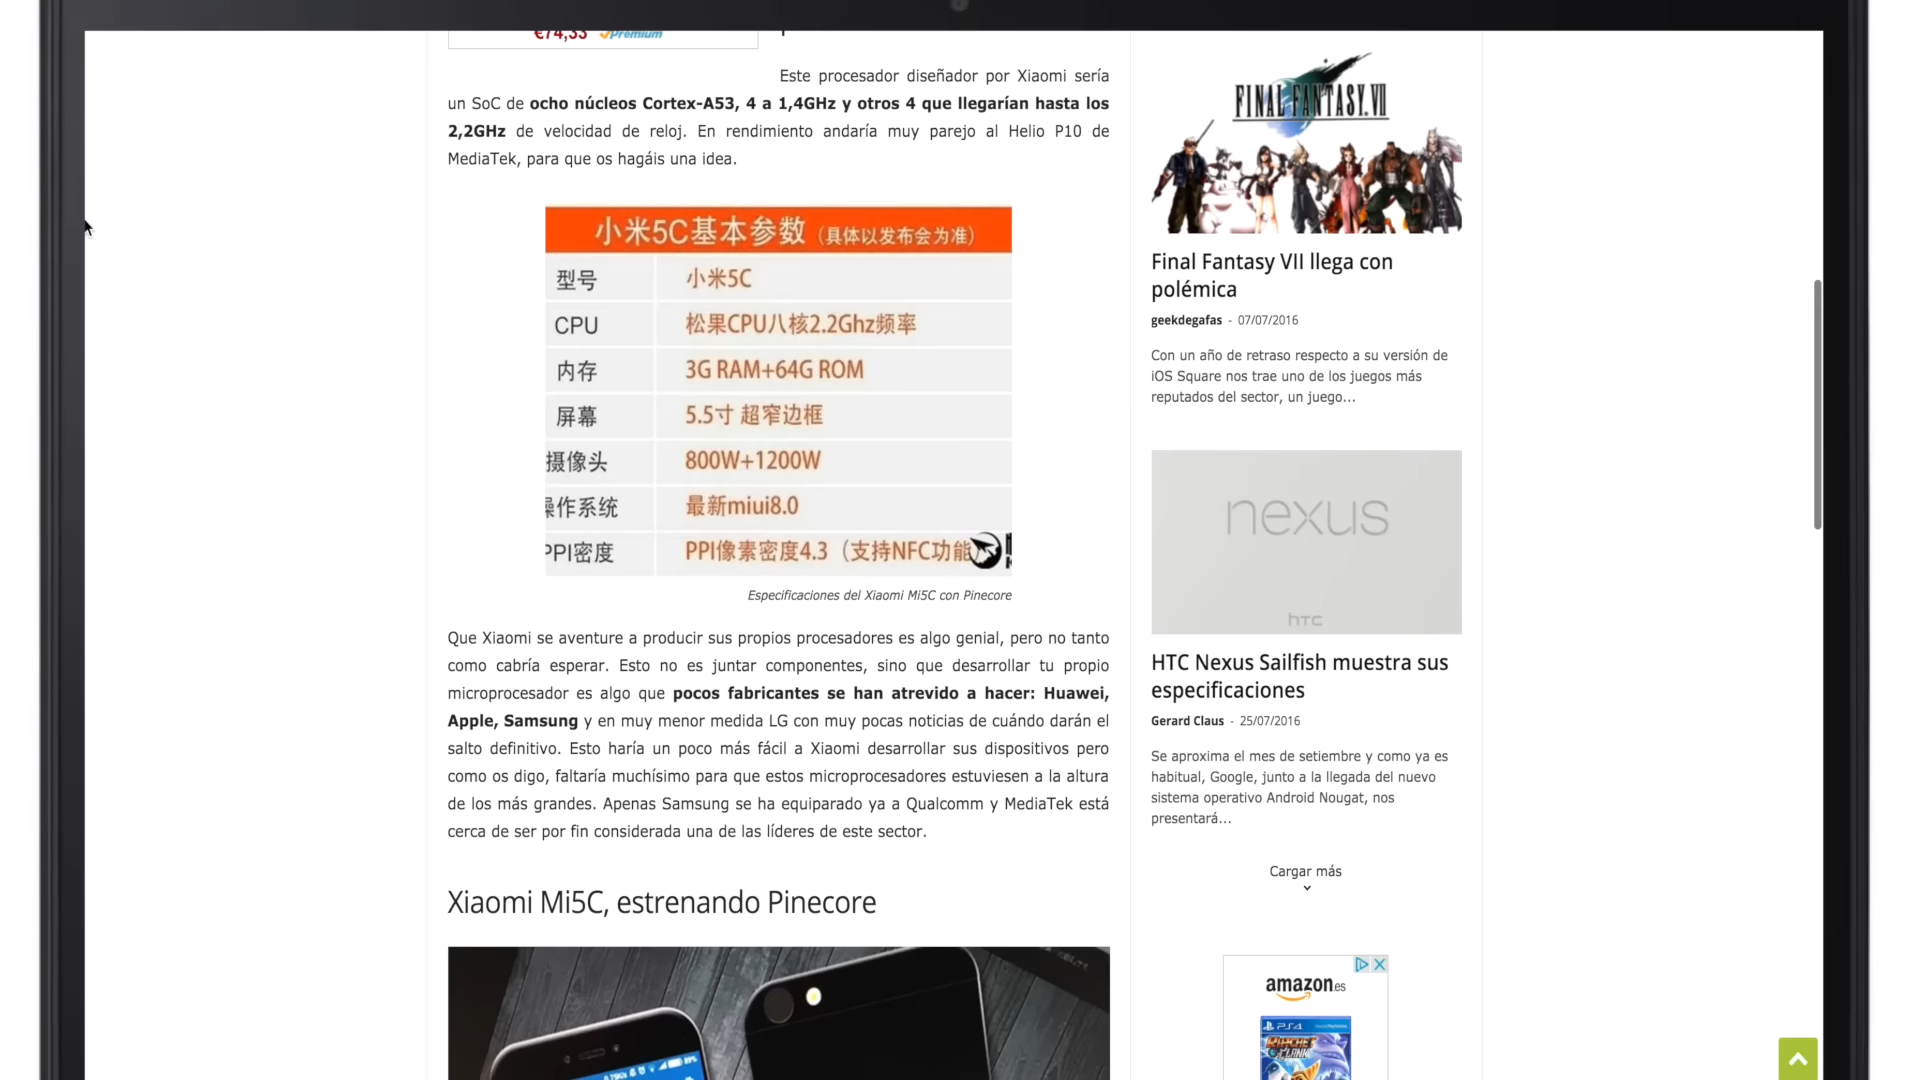 €74,33 Premium
Este procesador diseñador por Xiaomi sería
un SoC de ocho núcleos Cortex-A53, 4 a 1,4GHz y otros 4 que llegarían hasta los
2,2GHz de velocidad de reloj. En rendimiento andaría muy parejo al Helio P10 de
MediaTek, para que os hagáis una idea.
小米5C基本参数（具体以发布会为准）
型号 小米5C
CPU 松果CPU八核2.2Ghz频率
内存 3G RAM+64G ROM
屏幕 5.5寸 超窄边框
摄像头 800W+1200W
操作系统 最新miui8.0
PPI密度 PPI像素密度4.3（支持NFC功能
Especificaciones del Xiaomi Mi5C con Pinecore
Que Xiaomi se aventure a producir sus propios procesadores es algo genial, pero no tanto
como cabría esperar. Esto no es juntar componentes, sino que desarrollar tu propio
microprocesador es algo que pocos fabricantes se han atrevido a hacer: Huawei,
Apple, Samsung y en muy menor medida LG con muy pocas noticias de cuándo darán el
salto definitivo. Esto haría un poco más fácil a Xiaomi desarrollar sus dispositivos pero
como os digo, faltaría muchísimo para que estos microprocesadores estuviesen a la altura
de los más grandes. Apenas Samsung se ha equiparado ya a Qualcomm y MediaTek está
cerca de ser por fin considerada una de las líderes de este sector.
Xiaomi Mi5C, estrenando Pinecore
FINAL FANTASY VII
Final Fantasy VII llega con
polémica
geekdegafas - 07/07/2016
Con un año de retraso respecto a su versión de
iOS Square nos trae uno de los juegos más
reputados del sector, un juego...
nexus
hTC
HTC Nexus Sailfish muestra sus
especificaciones
Gerard Claus - 25/07/2016
Se aproxima el mes de setiembre y como ya es
habitual, Google, junto a la llegada del nuevo
sistema operativo Android Nougat, nos
presentará...
Cargar más
amazon.es
PS4
RATCHET
CLANK